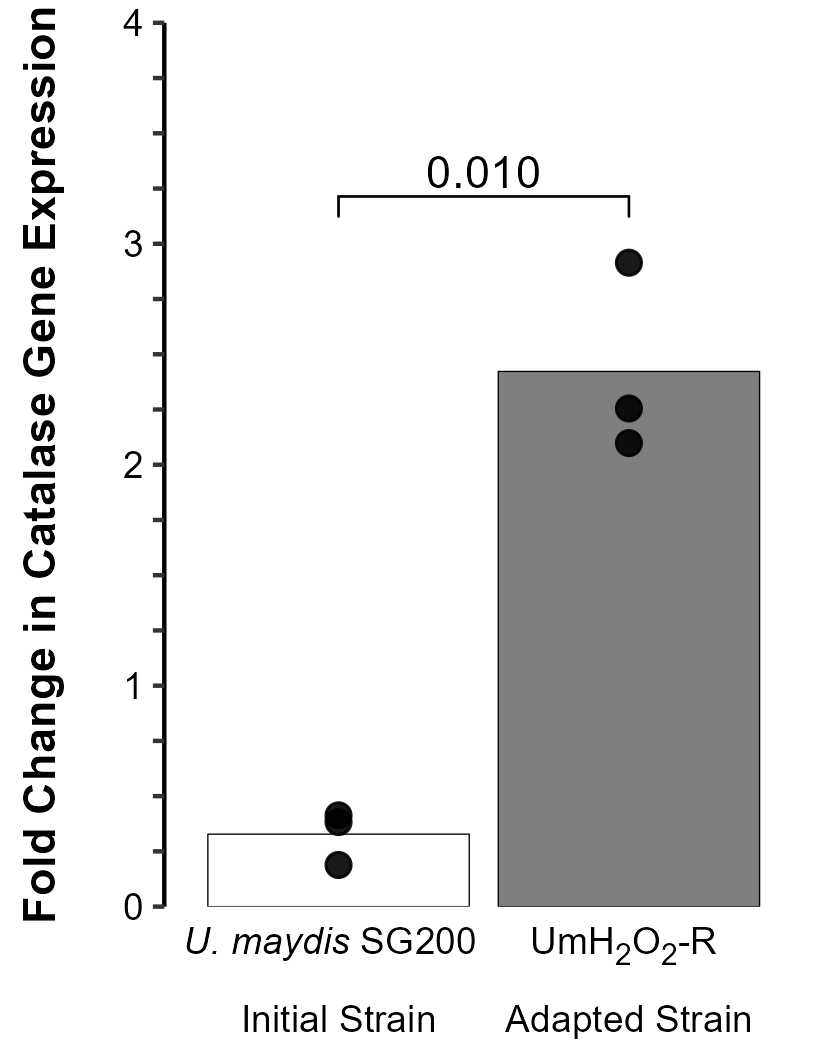 Fold Change in Catalase Gene Expression
4
3
2
1
0
0.010
U. maydis SG200
UmH₂O₂-R
Initial Strain
Adapted Strain